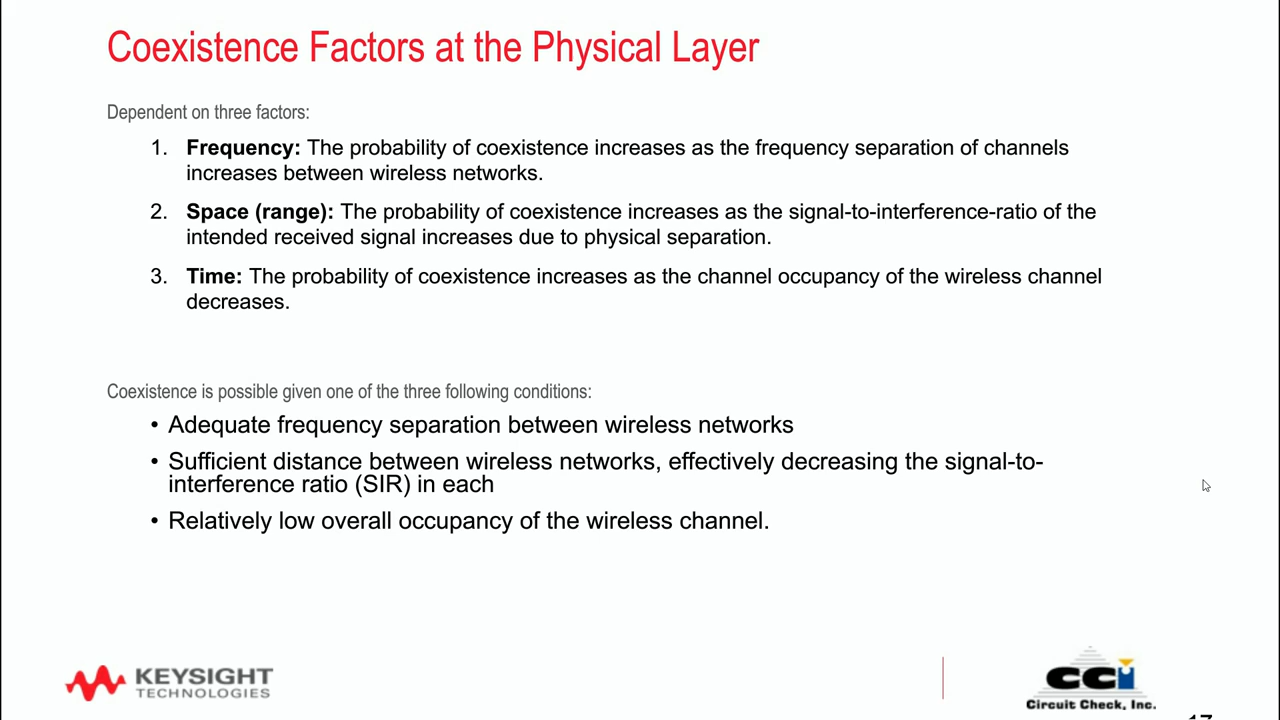 Coexistence Factors at the Physical Layer
Dependent on three factors:
1. Frequency: The probability of coexistence increases as the frequency separation of channels
increases between wireless networks.
2. Space (range): The probability of coexistence increases as the signal-to-interference-ratio of the
intended received signal increases due to physical separation.
3. Time: The probability of coexistence increases as the channel occupancy of the wireless channel
decreases.
Coexistence is possible given one of the three following conditions:
• Adequate frequency separation between wireless networks
• Sufficient distance between wireless networks, effectively decreasing the signal-to-
interference ratio (SIR) in each
• Relatively low overall occupancy of the wireless channel.
KEYSIGHT
TECHNOLOGIES
CCi
Circuit Check, Inc.